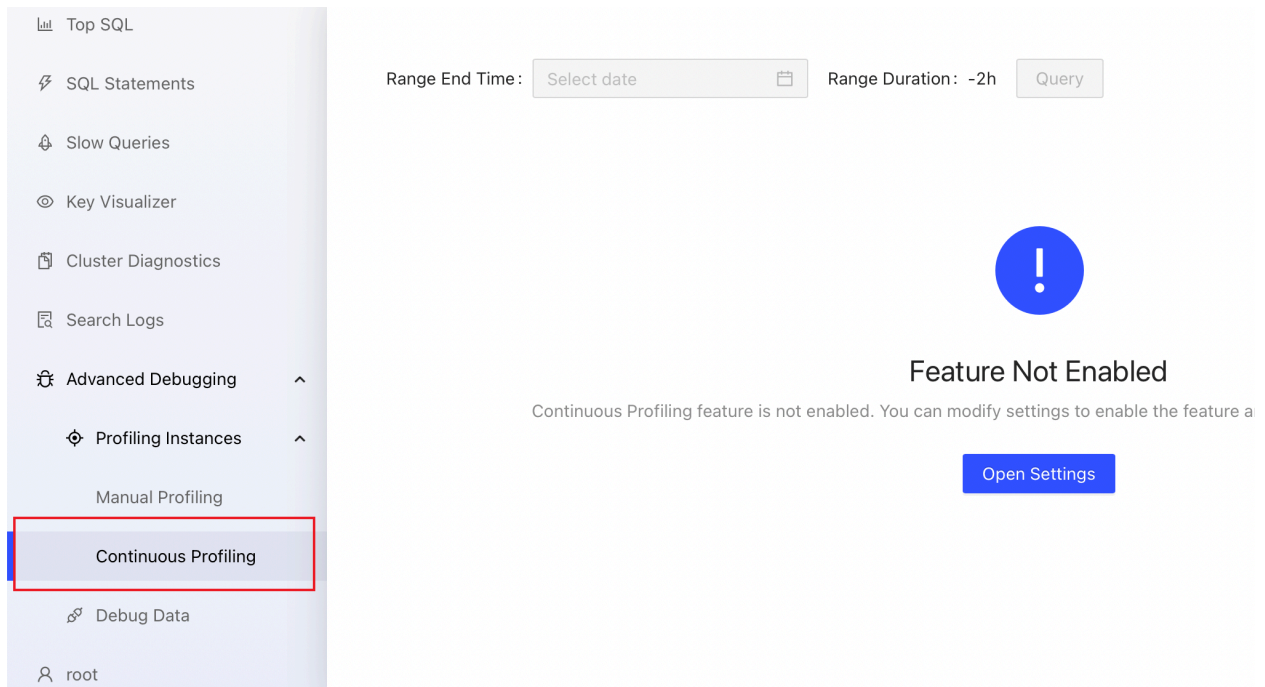 Top SQL
SQL Statements
Slow Queries
Key Visualizer
Cluster Diagnostics
Search Logs
Advanced Debugging
Profiling Instances
Manual Profiling
Continuous Profiling
Debug Data
root
Range End Time : Select date Range Duration : -2h Query
Feature Not Enabled
Continuous Profiling feature is not enabled. You can modify settings to enable the feature a
Open Settings